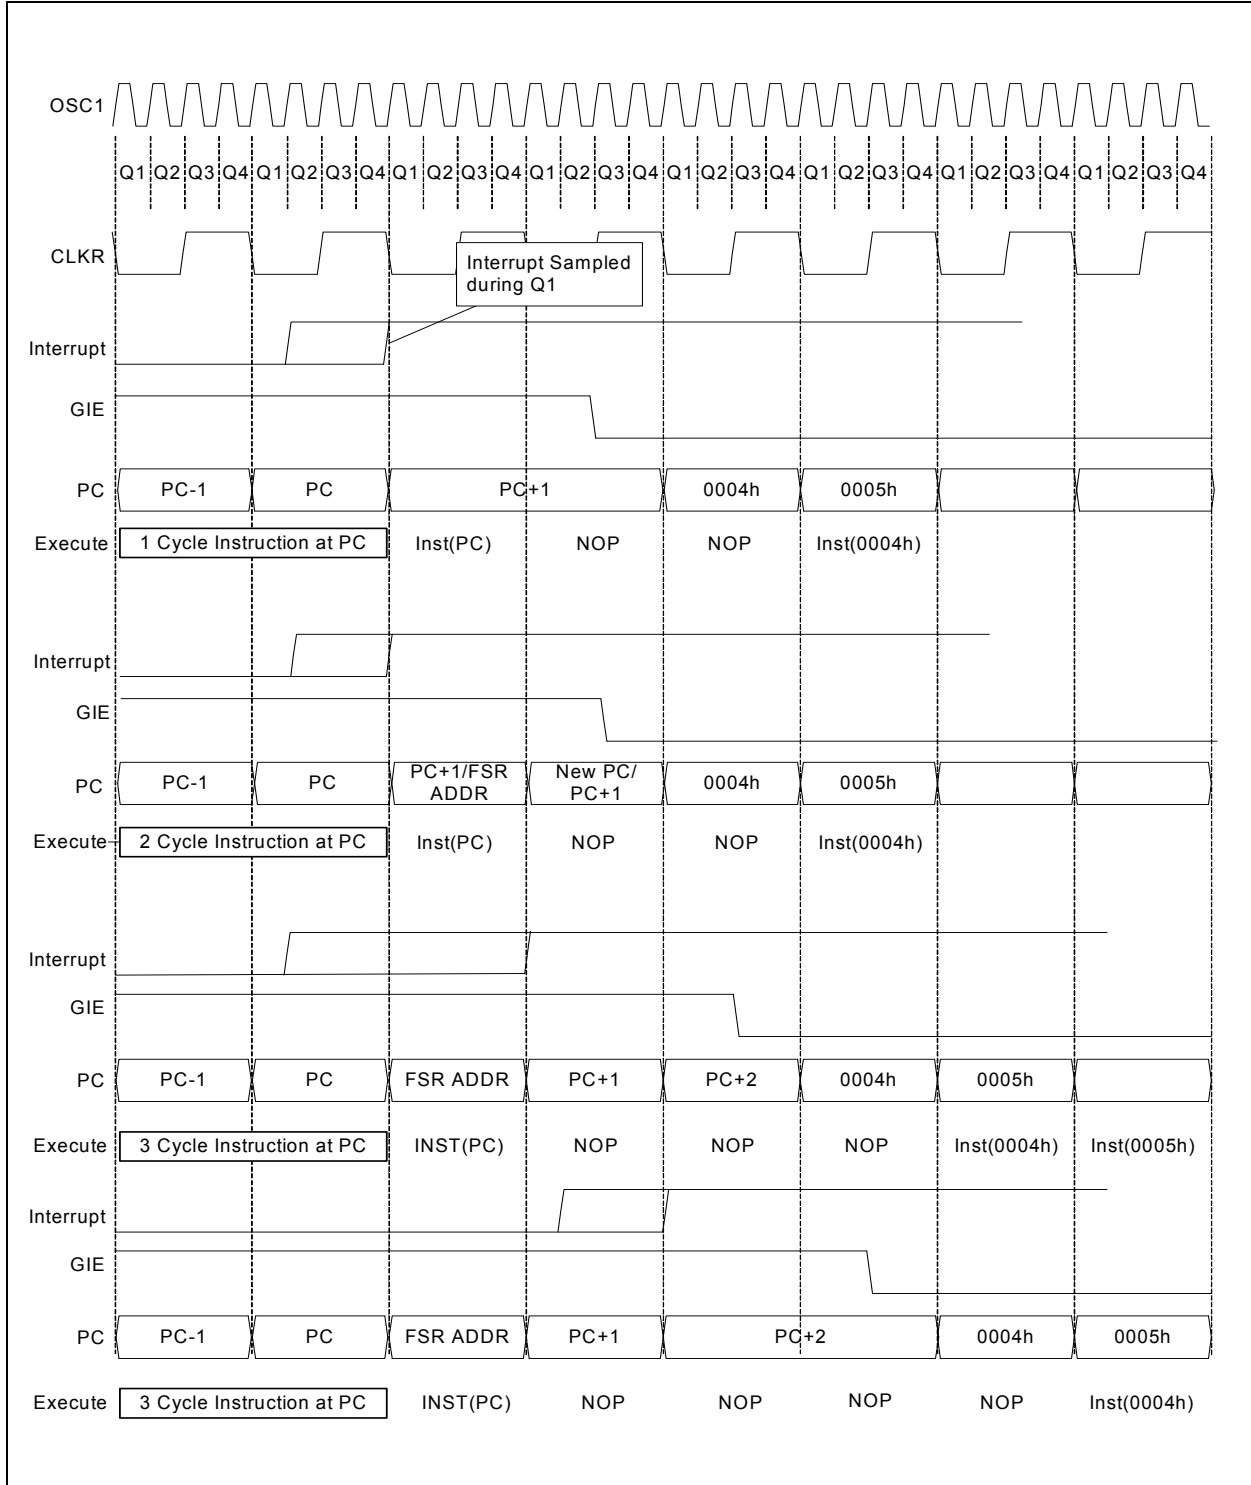 OSC1
Q1 Q2 Q3 Q4 Q1 Q2 Q3 Q4 Q1 Q2 Q3 Q4 Q1 Q2 Q3 Q4 Q1 Q2 Q3 Q4 Q1 Q2 Q3 Q4 Q1 Q2 Q3 Q4 Q1 Q2 Q3 Q4
CLKR
Interrupt Sampled
during Q1
Interrupt
GIE
PC PC-1 PC PC+1 0004h 0005h
Execute 1 Cycle Instruction at PC Inst(PC) NOP NOP Inst(0004h)
Interrupt
GIE
PC PC-1 PC PC+1/FSR New PC/ 0004h 0005h
ADDR PC+1
Execute 2 Cycle Instruction at PC Inst(PC) NOP NOP Inst(0004h)
Interrupt
GIE
PC PC-1 PC FSR ADDR PC+1 PC+2 0004h 0005h
Execute 3 Cycle Instruction at PC INST(PC) NOP NOP NOP Inst(0004h) Inst(0005h)
Interrupt
GIE
PC PC-1 PC FSR ADDR PC+1 PC+2 0004h 0005h
Execute 3 Cycle Instruction at PC INST(PC) NOP NOP NOP NOP Inst(0004h)